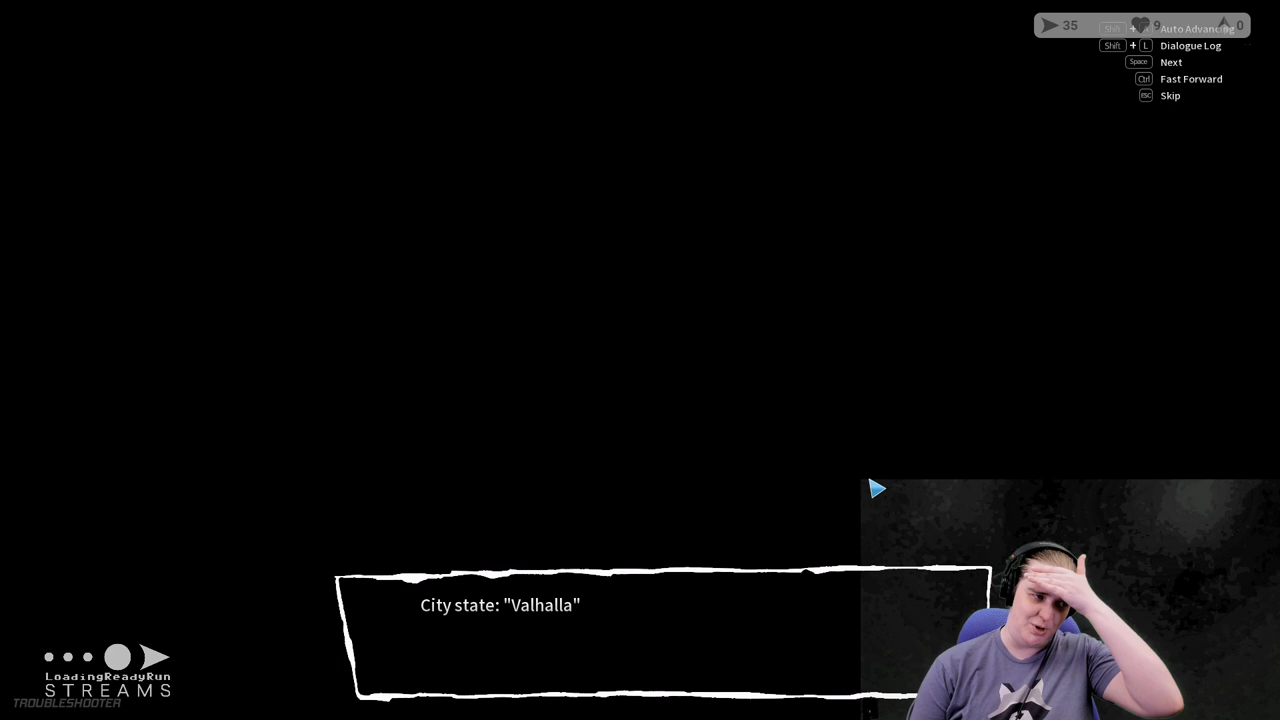 35
9
0
Shift + A Auto Advancing
Shift + L Dialogue Log
Space Next
Ctrl Fast Forward
ESC Skip
City state: "Valhalla"
LoadingReadyRun
STREAMS
TROUBLESHOOTER